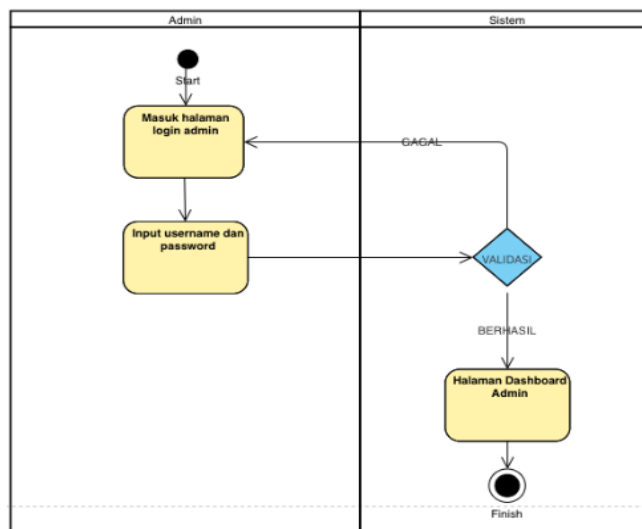 Admin
Sistem
Start
Masuk halaman
login admin
GAGAL
Input username dan
password
VALIDASI
BERHASIL
Halaman Dashboard
Admin
Finish